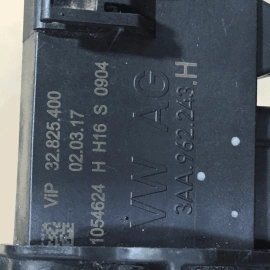 VW AG
3AA.962.243.H
ViP 32.825.400
02.03.17
1054624 H H16 S 0904